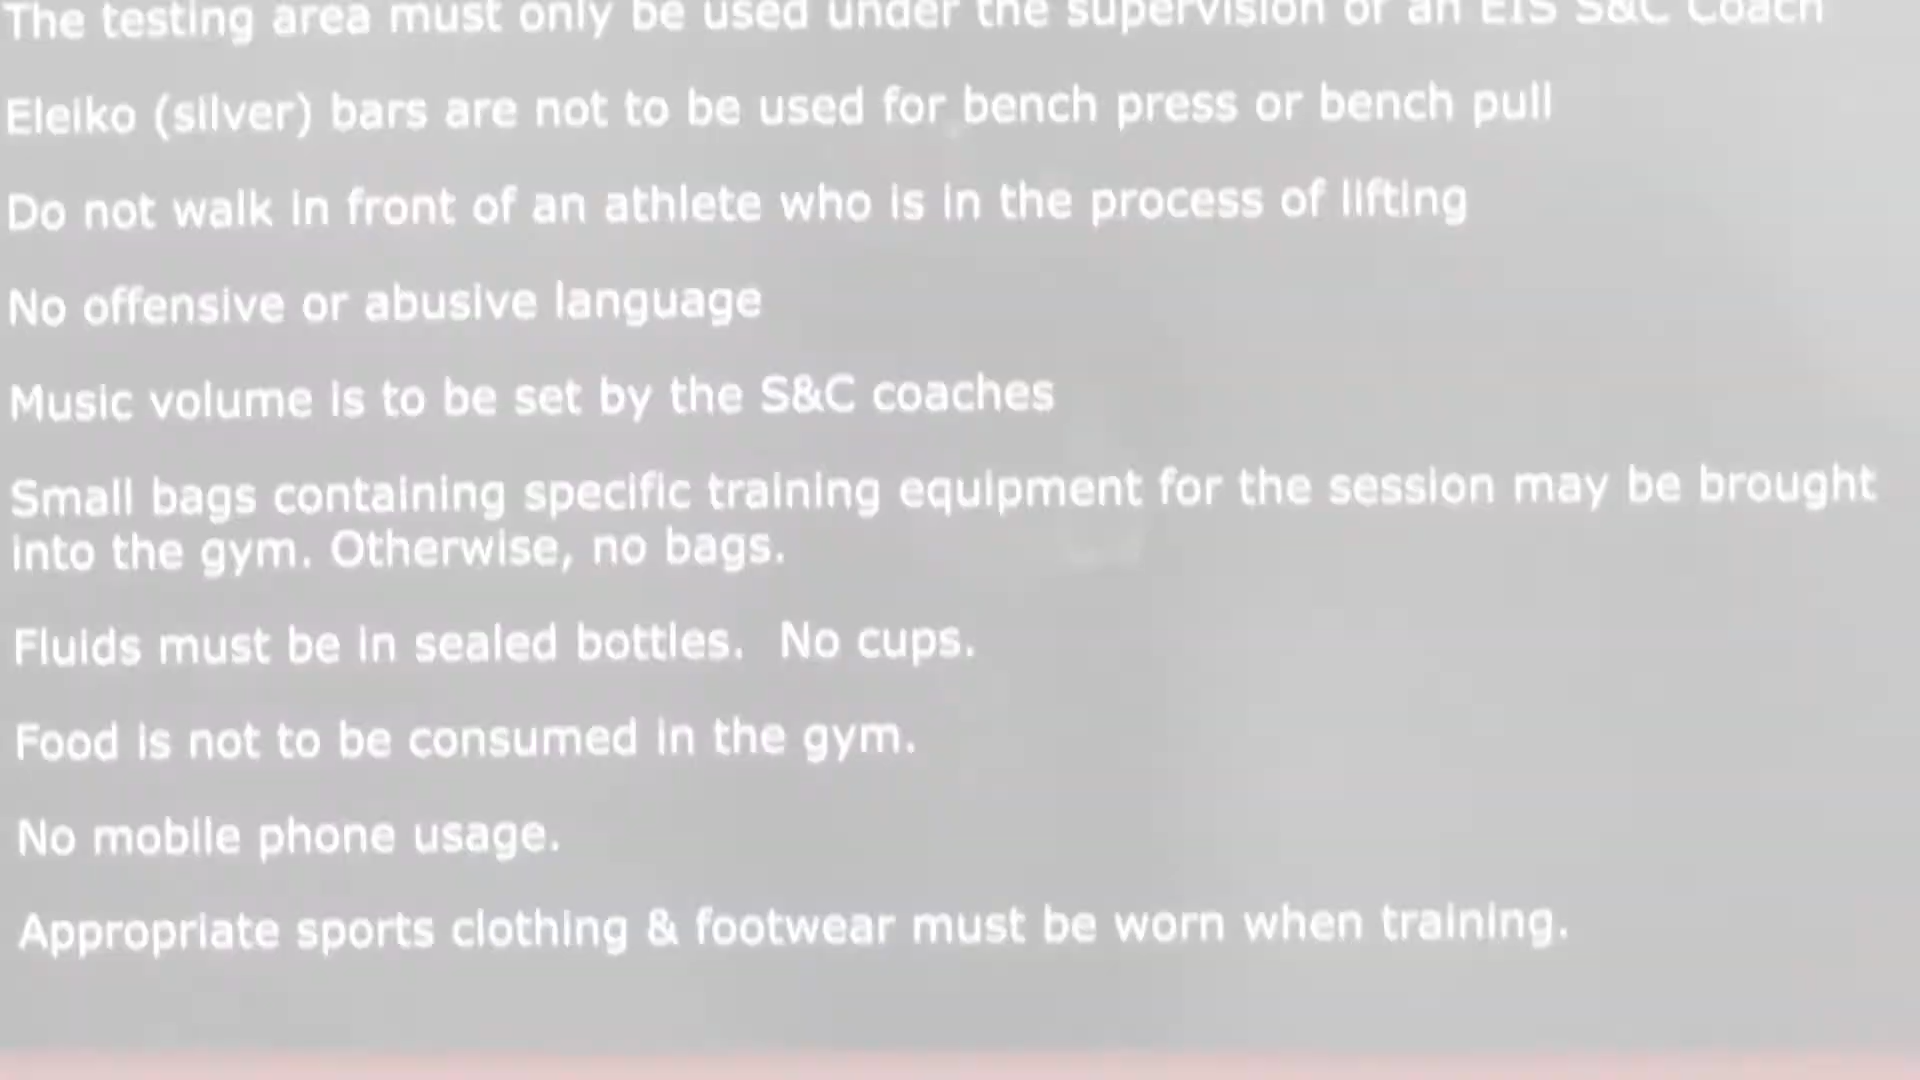 The testing area must only be used under the supervision of an EIS S&C Coach
Eleiko (silver) bars are not to be used for bench press or bench pull
Do not walk in front of an athlete who is in the process of lifting
No offensive or abusive language
Music volume is to be set by the S&C coaches
Small bags containing specific training equipment for the session may be brought
into the gym. Otherwise, no bags.
Fluids must be in sealed bottles.  No cups.
Food is not to be consumed in the gym.
No mobile phone usage.
Appropriate sports clothing & footwear must be worn when training.